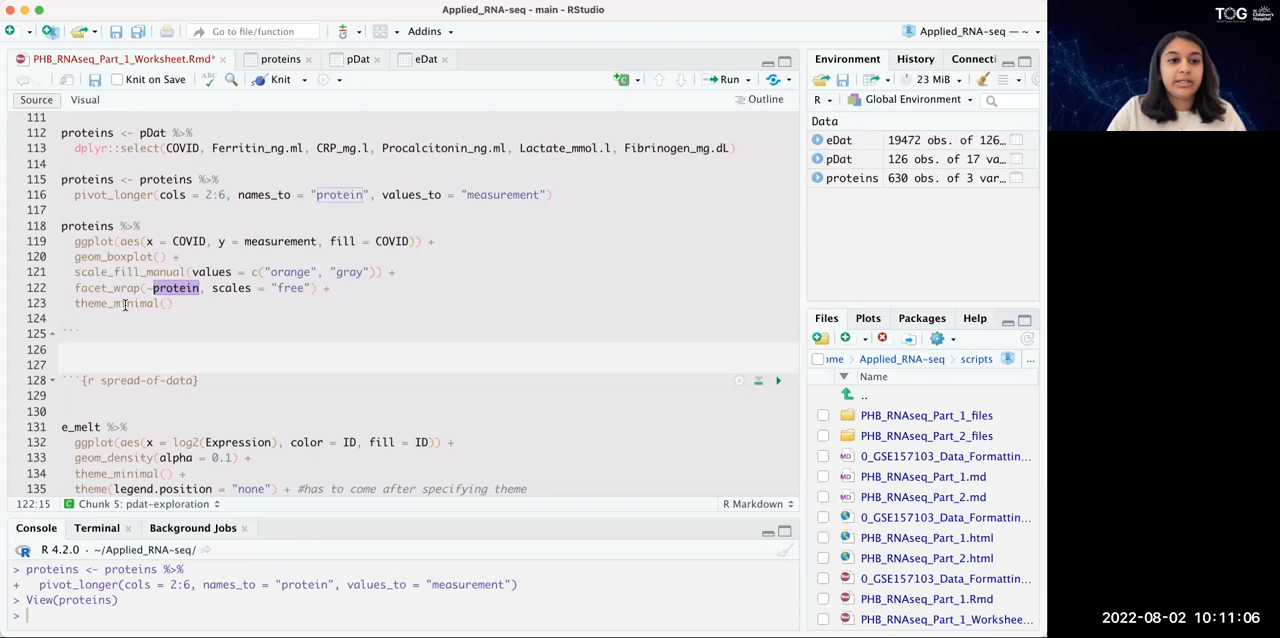 Applied_RNA-seq - main - RStudio
Go to file/function
Addins
Applied_RNA-seq — ~
PHB_RNAseq_Part_1_Worksheet.Rmd*
proteins
pDat
eDat
Knit on Save
Knit
Run
Source
Visual
Outline
111
112 proteins <- pDat %>%
113 dplyr::select(COVID, Ferritin_ng.ml, CRP_mg.l, Procalcitonin_ng.ml, Lactate_mmol.l, Fibrinogen_mg.dL)
114
115 proteins <- proteins %>%
116 pivot_longer(cols = 2:6, names_to = "protein", values_to = "measurement")
117
118 proteins %>%
119 ggplot(aes(x = COVID, y = measurement, fill = COVID)) +
120 geom_boxplot() +
121 scale_fill_manual(values = c("orange", "gray")) +
122 facet_wrap(~protein, scales = "free") +
123 theme_minimal()
124
125 ```
126
127
128 ```{r spread-of-data}
129
130
131 e_melt %>%
132 ggplot(aes(x = log2(Expression), color = ID, fill = ID)) +
133 geom_density(alpha = 0.1) +
134 theme_minimal() +
135 theme(legend.position = "none") + #has to come after specifying theme
122:15
Chunk 5: pdat-exploration
R Markdown
Console
Terminal
Background Jobs
R 4.2.0 · ~/Applied_RNA-seq/
> proteins <- proteins %>%
+ pivot_longer(cols = 2:6, names_to = "protein", values_to = "measurement")
> View(proteins)
>
Environment
History
Connecti
23 MiB
R
Global Environment
Data
eDat 19472 obs. of 126…
pDat 126 obs. of 17 va…
proteins 630 obs. of 3 var…
Files
Plots
Packages
Help
ome
Applied_RNA-seq
scripts
...
Name
..
PHB_RNAseq_Part_1_files
PHB_RNAseq_Part_2_files
0_GSE157103_Data_Formattin...
PHB_RNAseq_Part_1.md
PHB_RNAseq_Part_2.md
0_GSE157103_Data_Formattin...
PHB_RNAseq_Part_1.html
PHB_RNAseq_Part_2.html
0_GSE157103_Data_Formattin...
PHB_RNAseq_Part_1.Rmd
PHB_RNAseq_Part_1_Workshee...
TOG
BC Children's Hospital
2022-08-02 10:11:06